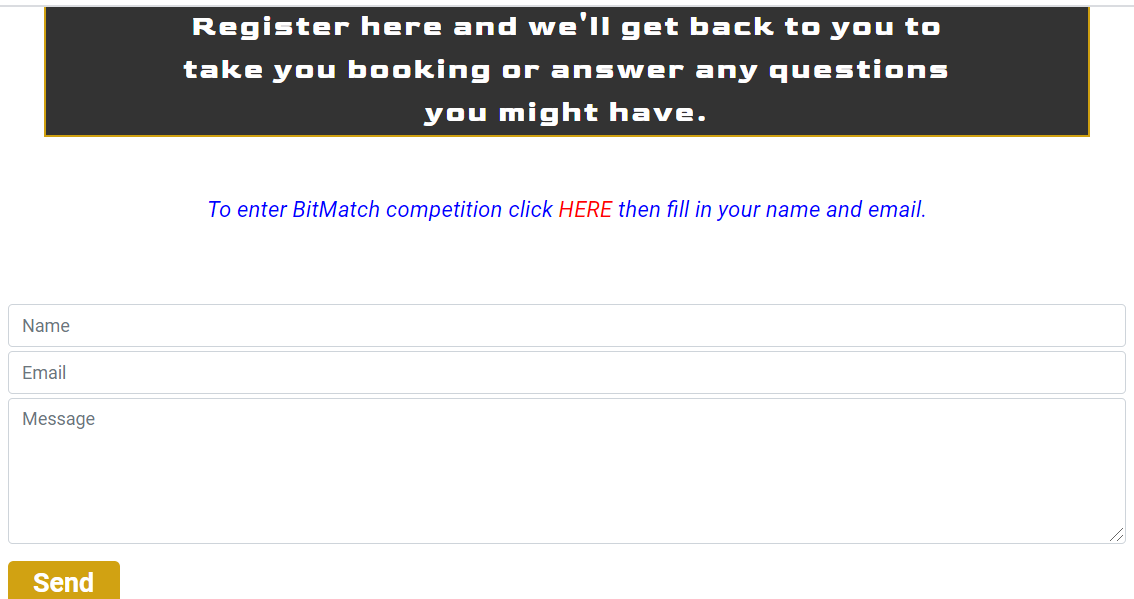 Register here and we'll get back to you to
take you booking or answer any questions
you might have.
To enter BitMatch competition click HERE then fill in your name and email.
Name
Email
Message
Send